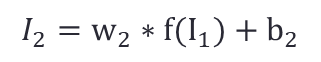 I₂ = w₂ * f(I₁) + b₂